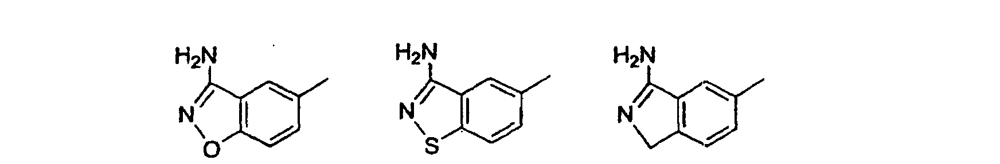 H₂N H₂N H₂N
N N N
O S